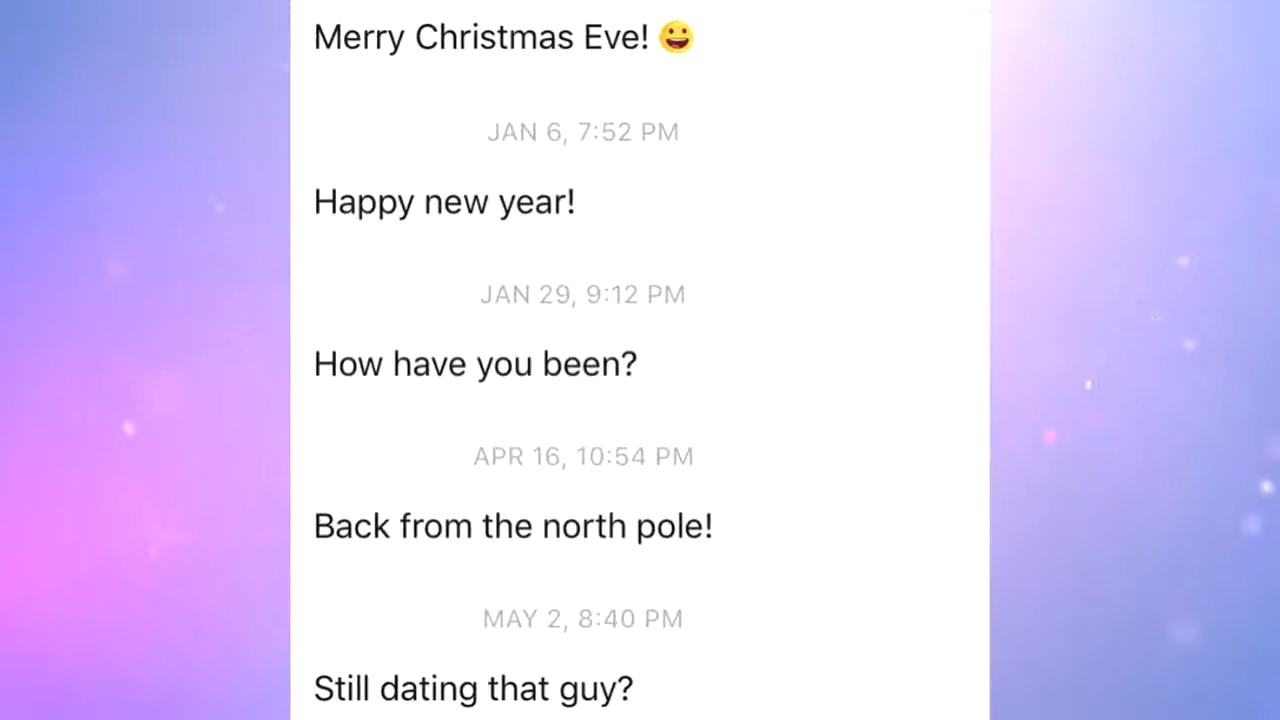 Merry Christmas Eve! 😀
JAN 6, 7:52 PM
Happy new year!
JAN 29, 9:12 PM
How have you been?
APR 16, 10:54 PM
Back from the north pole!
MAY 2, 8:40 PM
Still dating that guy?